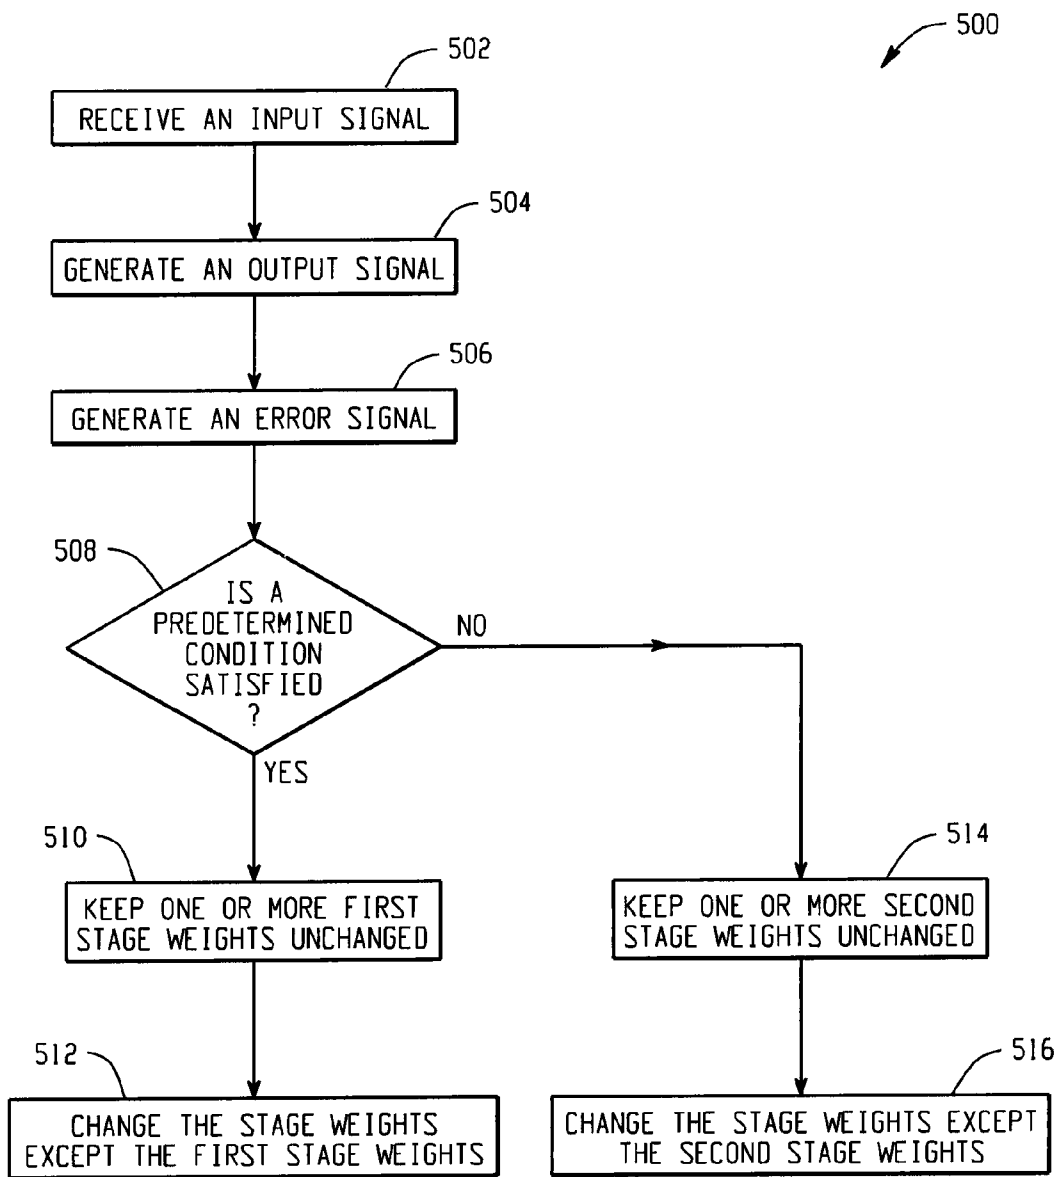 500
502
RECEIVE AN INPUT SIGNAL
504
GENERATE AN OUTPUT SIGNAL
506
GENERATE AN ERROR SIGNAL
508
IS A
PREDETERMINED
CONDITION
SATISFIED
?
NO
YES
510
KEEP ONE OR MORE FIRST
STAGE WEIGHTS UNCHANGED
512
CHANGE THE STAGE WEIGHTS
EXCEPT THE FIRST STAGE WEIGHTS
514
KEEP ONE OR MORE SECOND
STAGE WEIGHTS UNCHANGED
516
CHANGE THE STAGE WEIGHTS EXCEPT
THE SECOND STAGE WEIGHTS